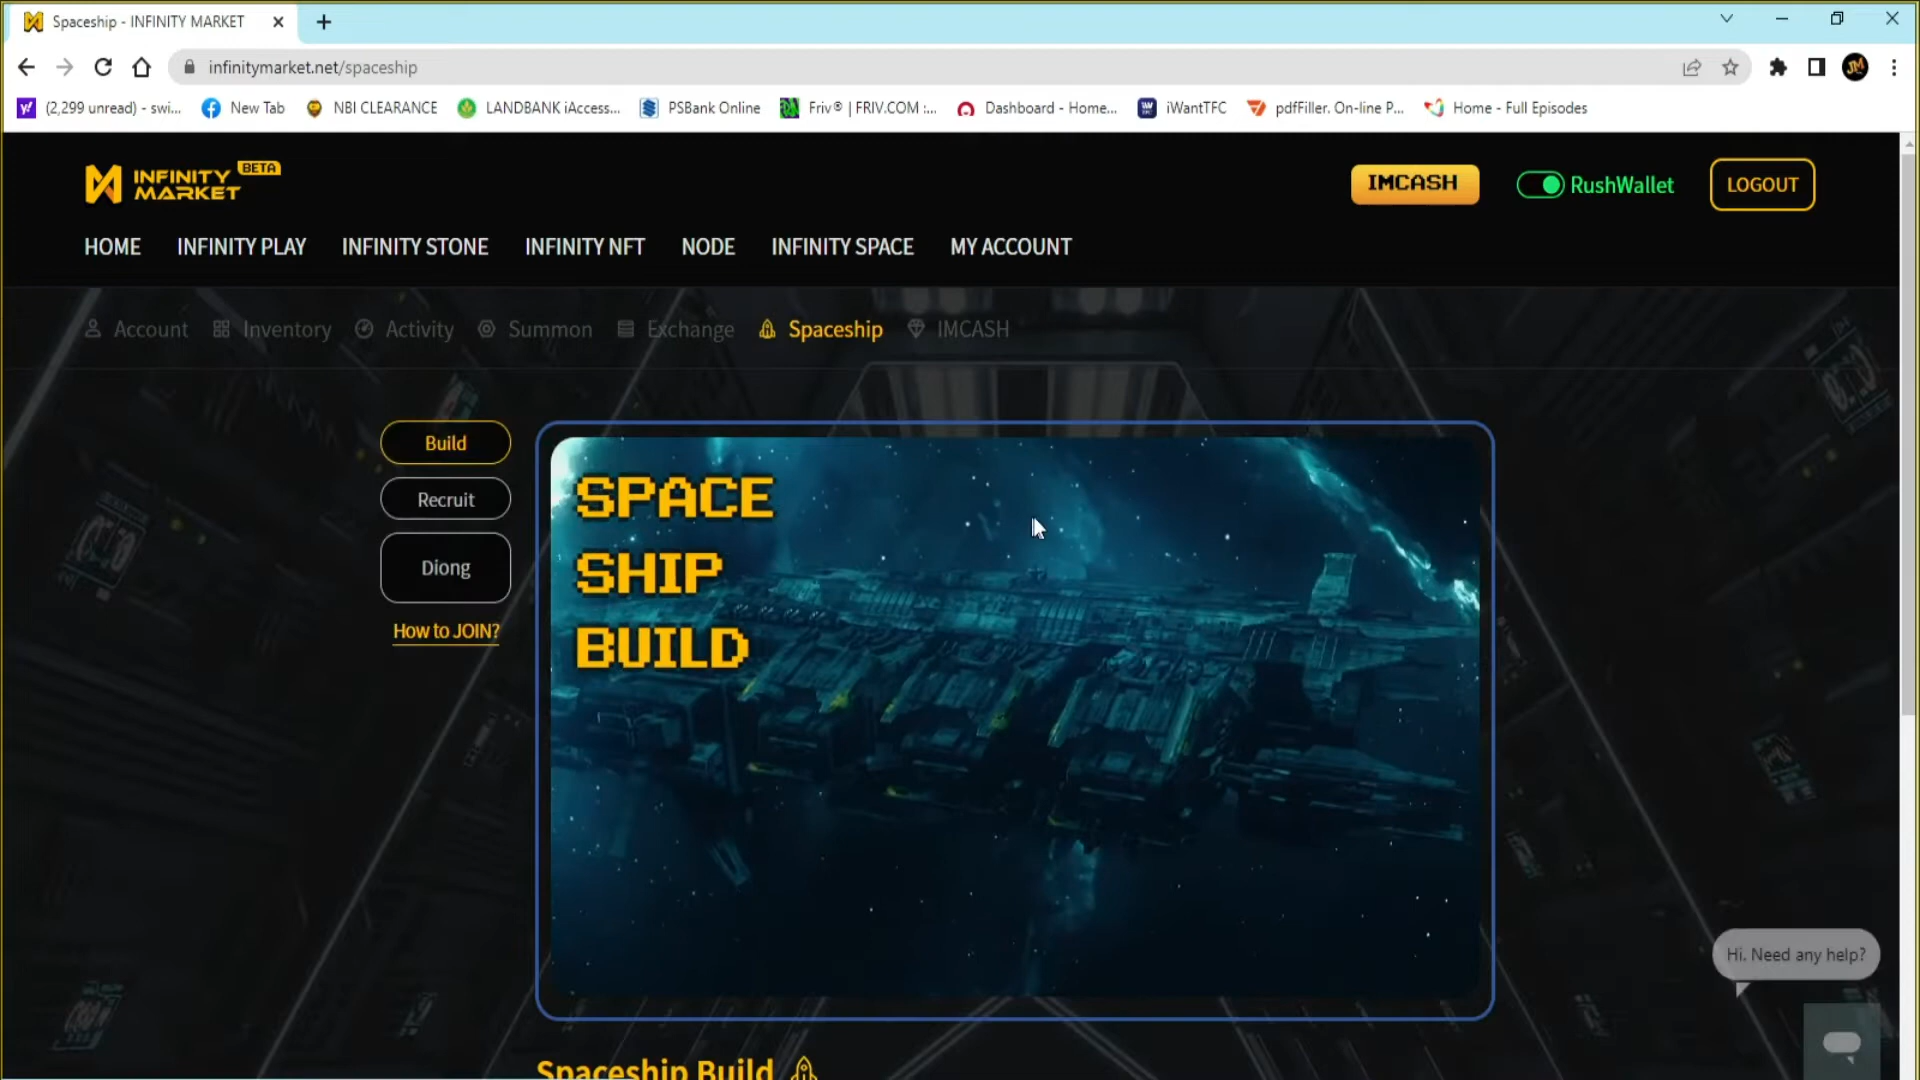 Spaceship - INFINITY MARKET
infinitymarket.net/spaceship
(2,299 unread) - swi... New Tab NBI CLEARANCE LANDBANK iAccess... PSBank Online Friv® | FRIV.COM :... Dashboard - Home... iWantTFC pdfFiller. On-line P... Home - Full Episodes
INFINITY MARKET BETA
IMCASH RushWallet LOGOUT
HOME INFINITY PLAY INFINITY STONE INFINITY NFT NODE INFINITY SPACE MY ACCOUNT
Account Inventory Activity Summon Exchange Spaceship IMCASH
Build
Recruit
Diong
How to JOIN?
SPACE
SHIP
BUILD
Hi. Need any help?
Spaceship Build